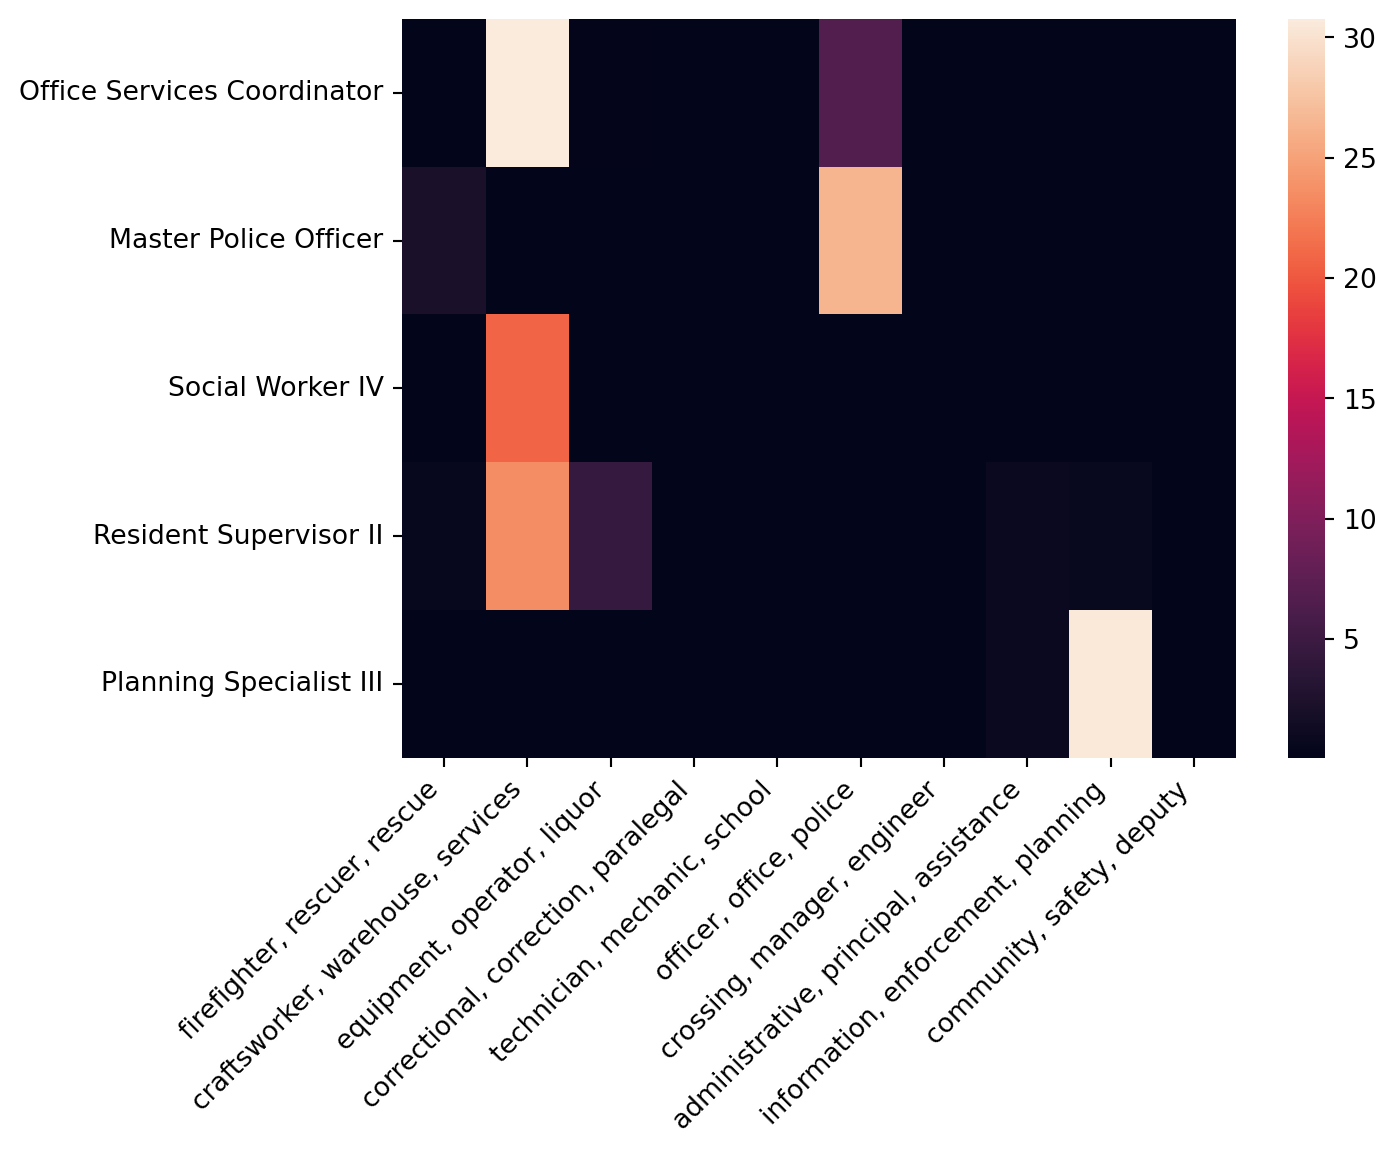 Office Services Coordinator
Master Police Officer
Social Worker IV
Resident Supervisor II
Planning Specialist III
firefighter, rescuer, rescue
craftsworker, warehouse, services
equipment, operator, liquor
correctional, correction, paralegal
technician, mechanic, school
officer, office, police
crossing, manager, engineer
administrative, principal, assistance
information, enforcement, planning
community, safety, deputy
30
25
20
15
10
5